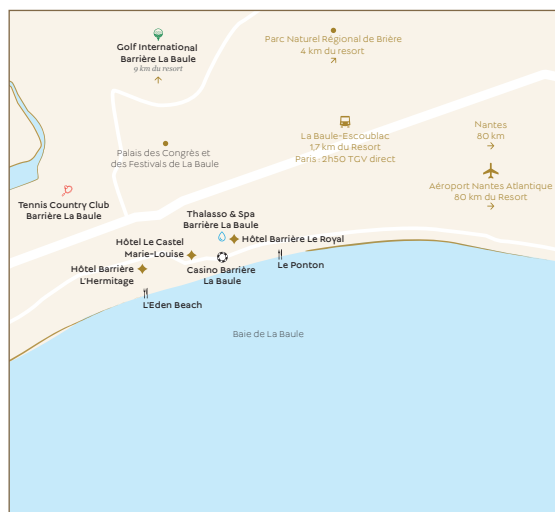 Golf International
Barrière La Baule
9 km du resort
Parc Naturel Régional de Brière
4 km du resort
La Baule-Escoublac
1,7 km du Resort
Paris : 2h50 TGV direct
Nantes
80 km
Aéroport Nantes Atlantique
80 km du Resort
Palais des Congrès et
des Festivals de La Baule
Tennis Country Club
Barrière La Baule
Thalasso & Spa
Barrière La Baule
Hôtel Barrière Le Royal
Hôtel Le Castel
Marie-Louise
Hôtel Barrière
L'Hermitage
Casino Barrière
La Baule
Le Ponton
L'Eden Beach
Baie de La Baule